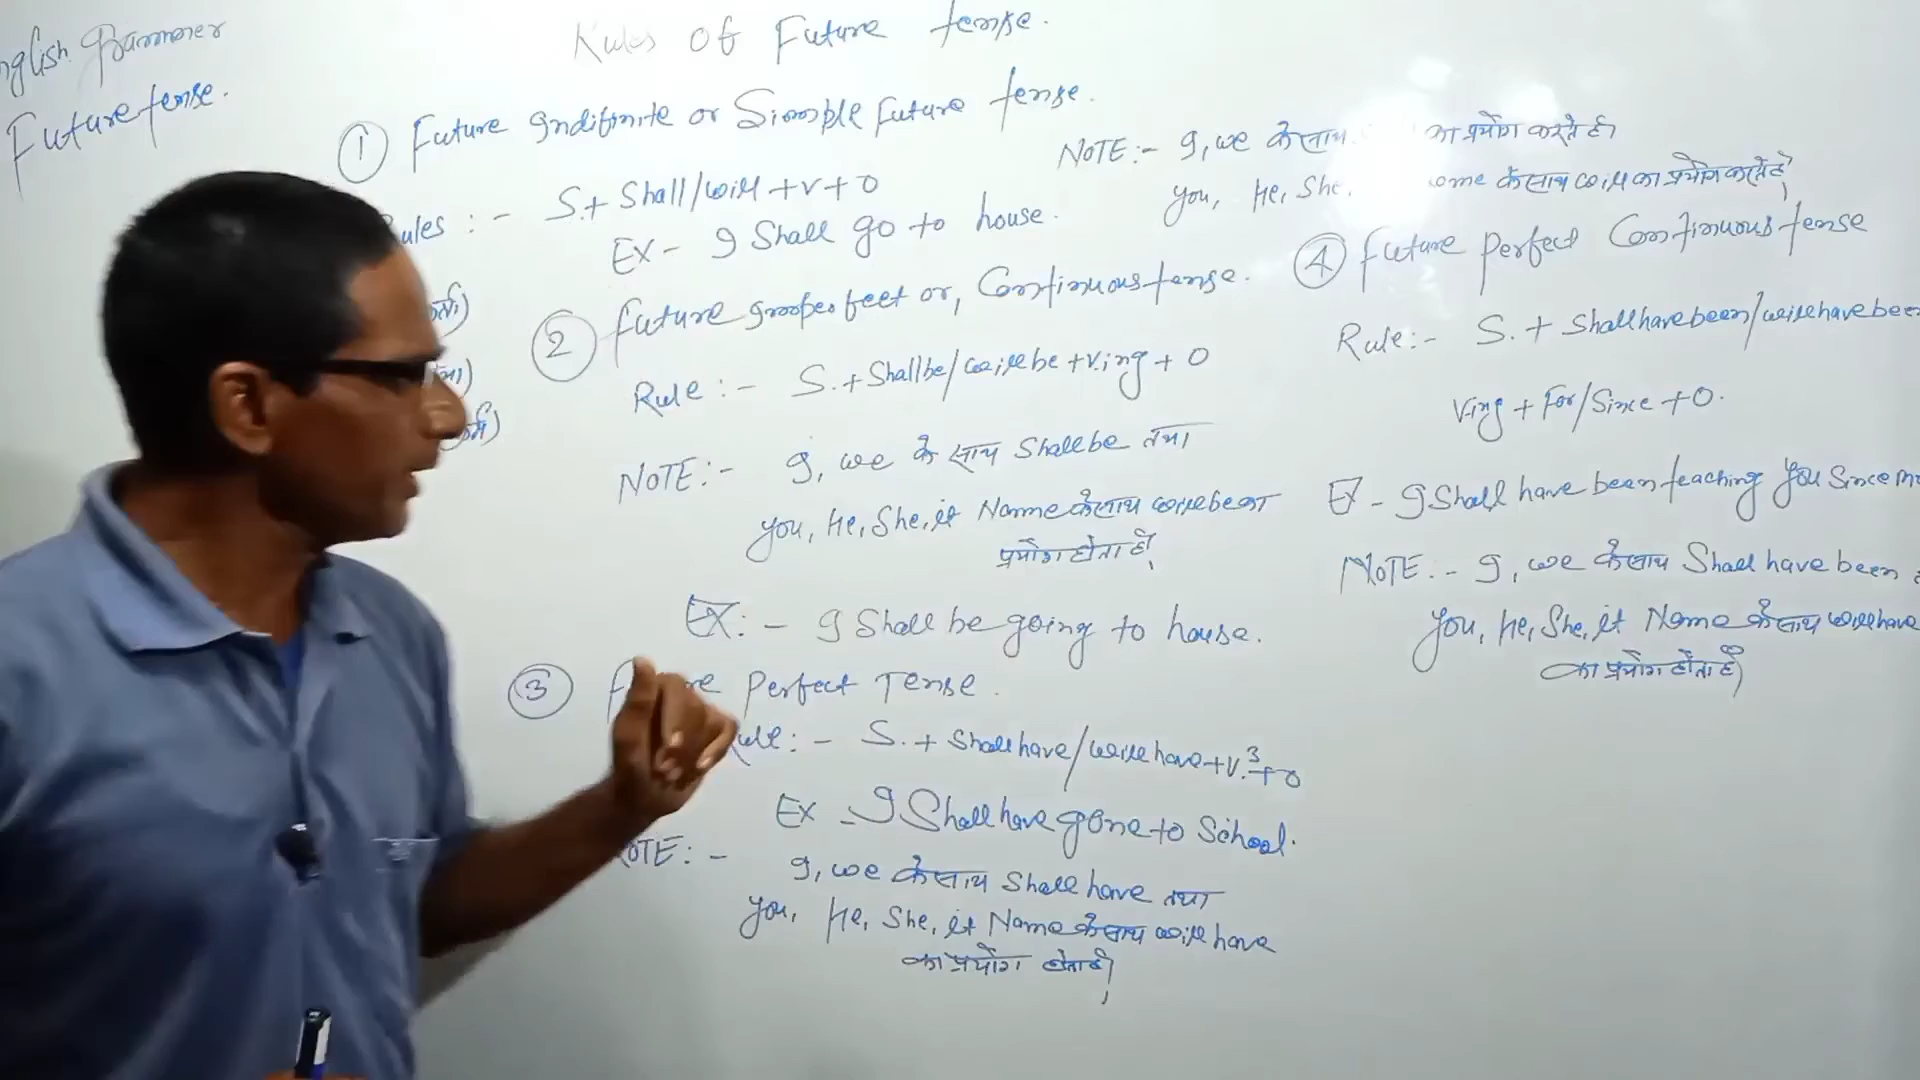 English Grammer
Future tense.
Rules of Future tense.
① Future Indifinite or Simple Future tense.
Rules :- S.+ Shall/will +v+o
Ex- I Shall go to house.
NOTE:- I, we के साथ का प्रयोग करते है।
you, He, She. के साथ will का प्रयोग करते है।
② Future Imperfect or, Continuous tense.
Rule :- S.+Shall be/will be +v.ing + O
NOTE:- I, we के साथ Shall be तथा
you, He, She, it Name के साथ will be का
प्रयोग होता है।
EX:- I Shall be going to house.
③ Perfect Tense.
Rule:- S.+ Shall have/will have+v.³+o
Ex - I Shall have gone to School.
NOTE:- I, we के साथ Shall have तथा
you, He, She, it Name के साथ will have
का प्रयोग होता है।
④ Future perfect Continuous tense
Rule:- S.+ Shall have been/will have been
Ving + For/Since +O.
EX - I Shall have been teaching you Since
NOTE:- I, we के साथ Shall have been
you, He, She, it Name के साथ will have
का प्रयोग होता है।